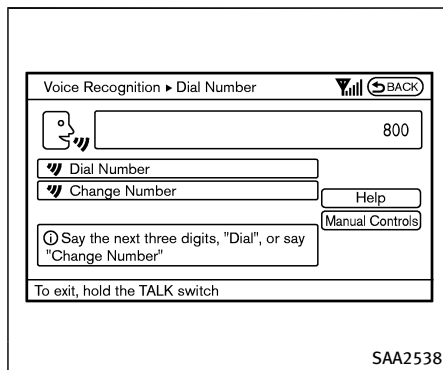 Voice Recognition ▸ Dial Number
BACK
800
Dial Number
Change Number
Help
Manual Controls
Say the next three digits, "Dial", or say
"Change Number"
To exit, hold the TALK switch
SAA2538